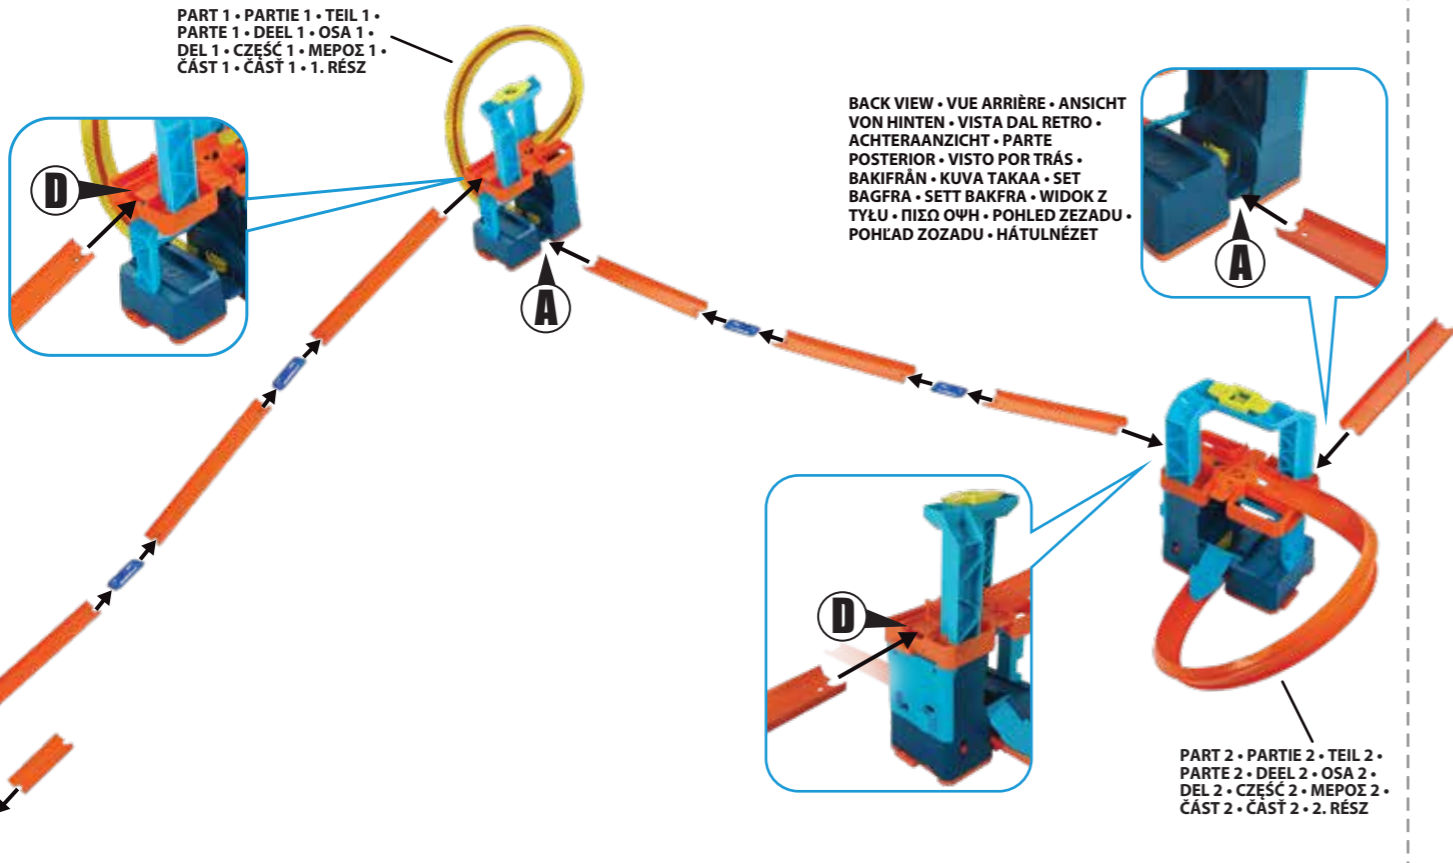 PART 1 • PARTIE 1 • TEIL 1 •
PARTE 1 • DEEL 1 • OSA 1 •
DEL 1 • CZĘŚĆ 1 • ΜΕΡΟΣ 1 •
ČÁST 1 • ČASŤ 1 • 1. RÉSZ
D
A
BACK VIEW • VUE ARRIÈRE • ANSICHT
VON HINTEN • VISTA DAL RETRO •
ACHTERAANZICHT • PARTE
POSTERIOR • VISTO POR TRÁS •
BAKIFRÅN • KUVA TAKAA • SET
BAGFRA • SETT BAKFRA • WIDOK Z
TYŁU • ΠΙΣΩ ΟΨΗ • POHLED ZEZADU •
POHĽAD ZOZADU • HÁTULNÉZET
A
D
PART 2 • PARTIE 2 • TEIL 2 •
PARTE 2 • DEEL 2 • OSA 2 •
DEL 2 • CZĘŚĆ 2 • ΜΕΡΟΣ 2 •
ČÁST 2 • ČASŤ 2 • 2. RÉSZ